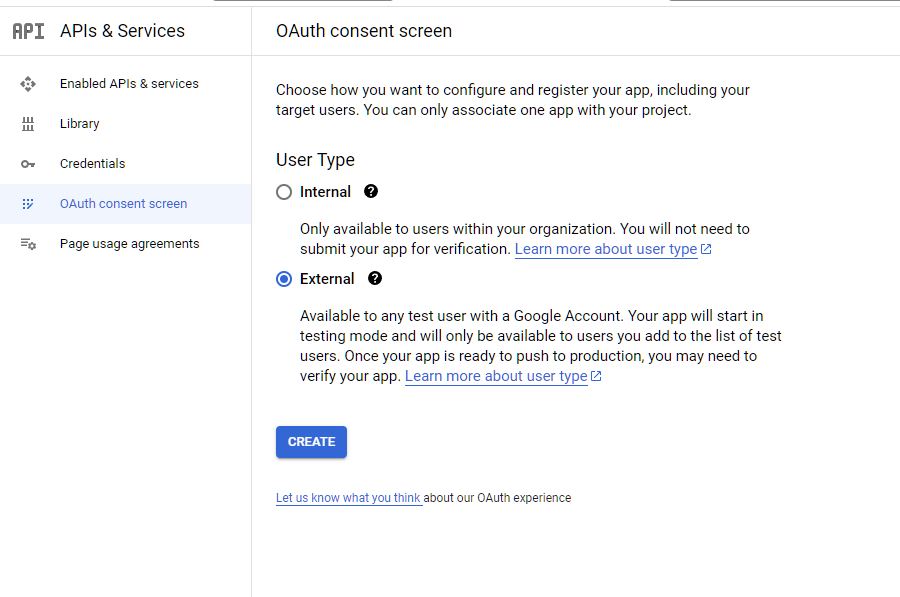 API APIs & Services
OAuth consent screen
Enabled APIs & services
Library
Credentials
OAuth consent screen
Page usage agreements
Choose how you want to configure and register your app, including your
target users. You can only associate one app with your project.
User Type
Internal ?
Only available to users within your organization. You will not need to
submit your app for verification. Learn more about user type
External ?
Available to any test user with a Google Account. Your app will start in
testing mode and will only be available to users you add to the list of test
users. Once your app is ready to push to production, you may need to
verify your app. Learn more about user type
CREATE
Let us know what you think about our OAuth experience